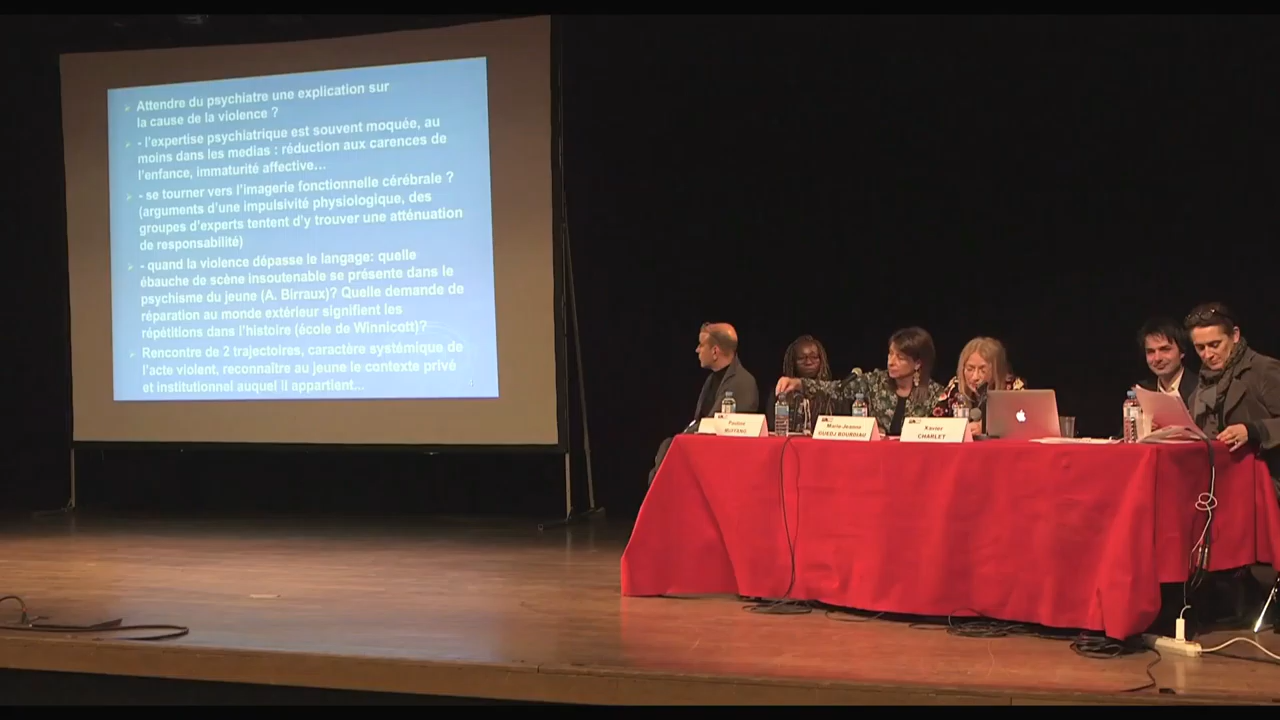 Attendre du psychiatre une explication sur
la cause de la violence ?
- l'expertise psychiatrique est souvent moquée, au
moins dans les medias : réduction aux carences de
l'enfance, immaturité affective...
- se tourner vers l'imagerie fonctionnelle cérébrale ?
(arguments d'une impulsivité physiologique, des
groupes d'experts tentent d'y trouver une atténuation
de responsabilité)
- quand la violence dépasse le langage: quelle
ébauche de scène insoutenable se présente dans le
psychisme du jeune (A. Birraux)? Quelle demande de
réparation au monde extérieur signifient les
répétitions dans l'histoire (école de Winnicott)?
Rencontre de 2 trajectoires, caractère systémique de
l'acte violent, reconnaître au jeune le contexte privé
et institutionnel auquel il appartient...
Marie-Jeanne
GUEDJ BOURDIAU
Xavier
CHARLET